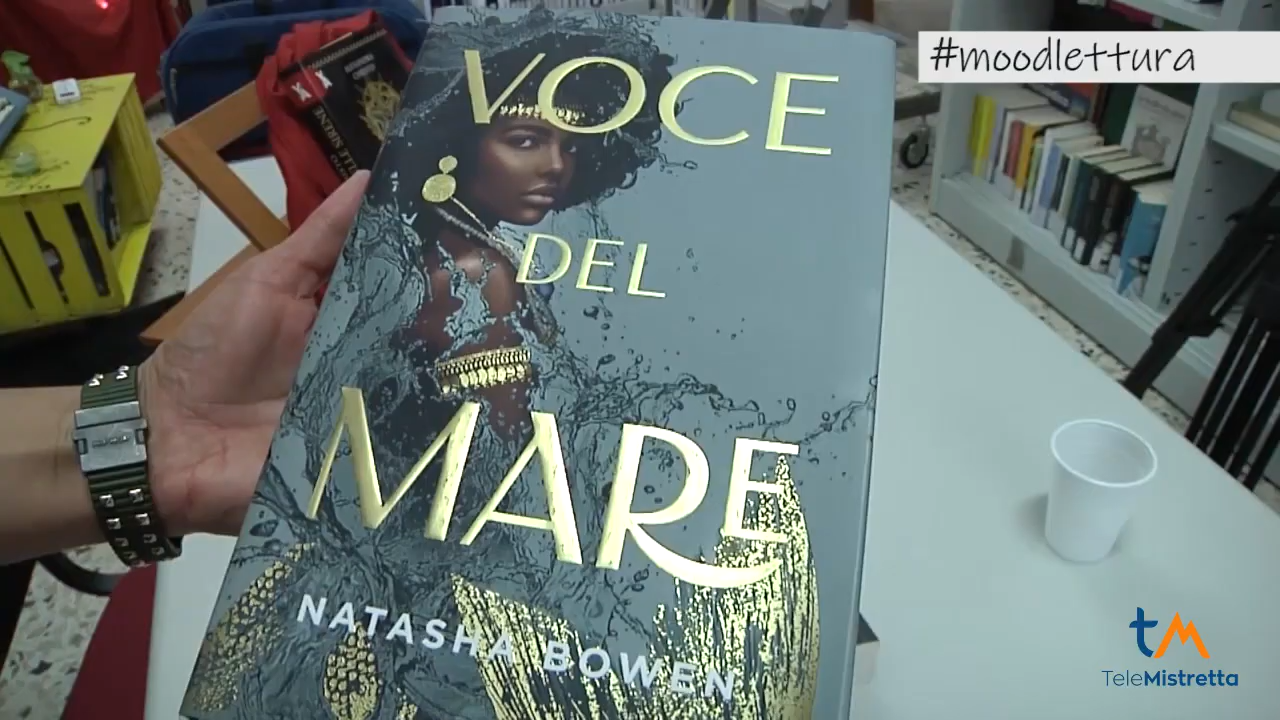 #moodlettura
VOCE
DEL
MARE
NATASHA BOWEN
TeleMistretta